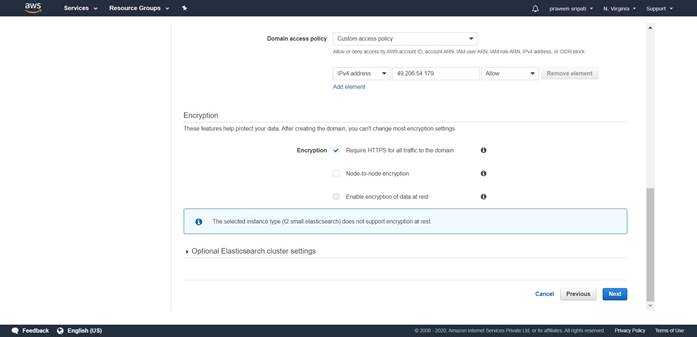 aws
Services
Resource Groups
praveen sripati
N. Virginia
Support
Domain access policy
Custom access policy
Allow or deny access by AWS account ID, account ARN, IAM user ARN, IAM role ARN, IPv4 address, or CIDR block.
IPv4 address
49.206.54.179
Allow
Remove element
Add element
Encryption
These features help protect your data. After creating the domain, you can't change most encryption settings
Encryption
Require HTTPS for all traffic to the domain
Node-to-node encryption
Enable encryption of data at rest
The selected instance type (t2.small.elasticsearch) does not support encryption at rest.
Optional Elasticsearch cluster settings
Cancel
Previous
Next
Feedback
English (US)
© 2008 - 2020, Amazon Internet Services Private Ltd. or its affiliates. All rights reserved.
Privacy Policy
Terms of Use